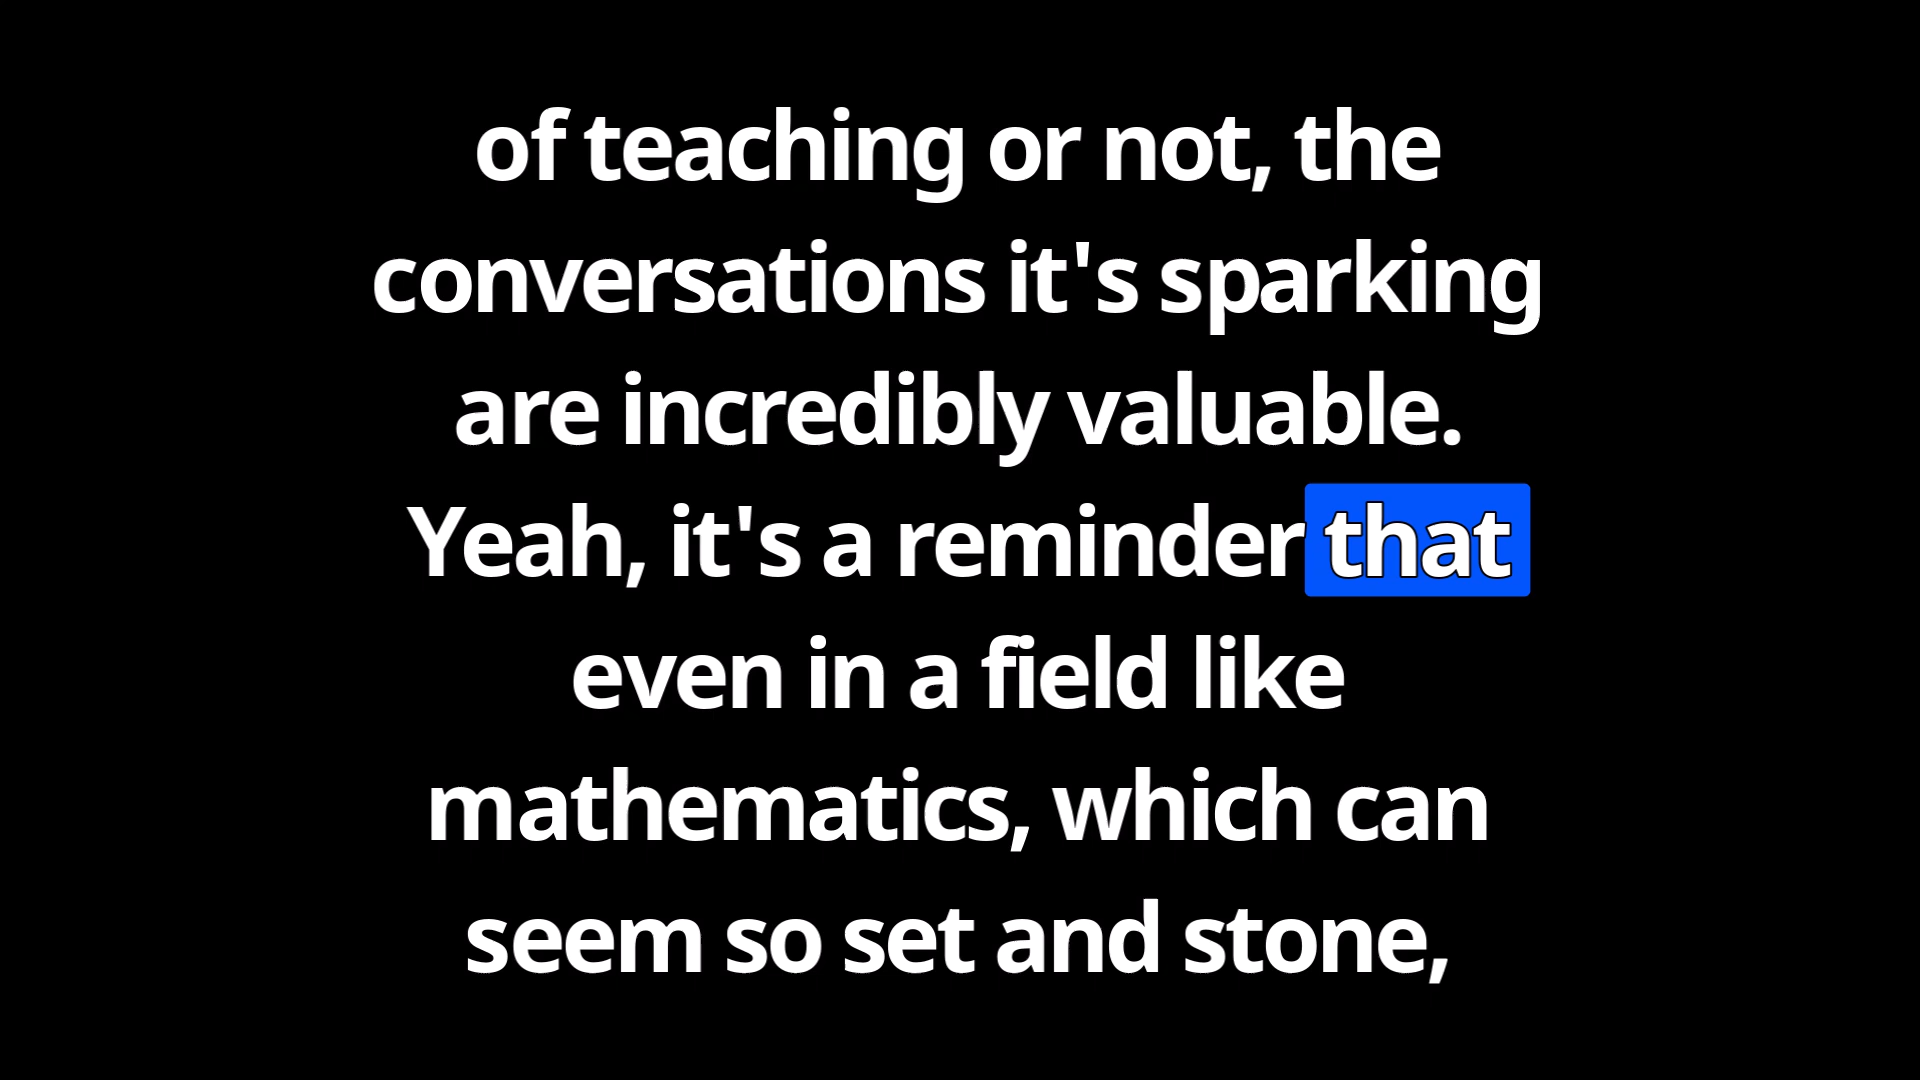 of teaching or not, the
conversations it's sparking
are incredibly valuable.
Yeah, it's a reminder that
even in a field like
mathematics, which can
seem so set and stone,